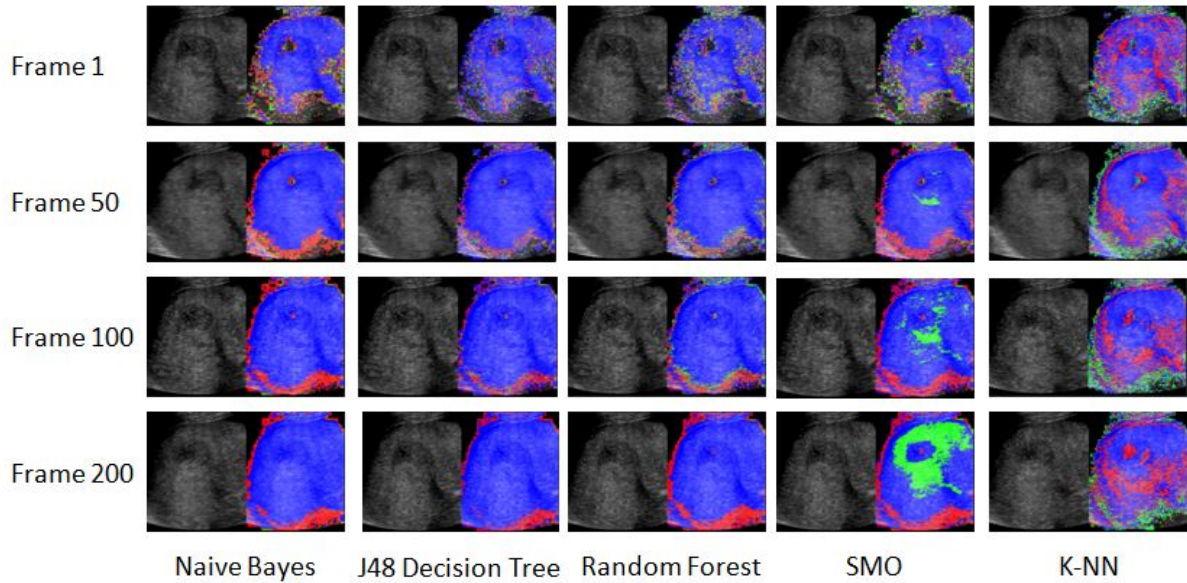 Frame 1
Frame 50
Frame 100
Frame 200
Naive Bayes J48 Decision Tree Random Forest SMO K-NN